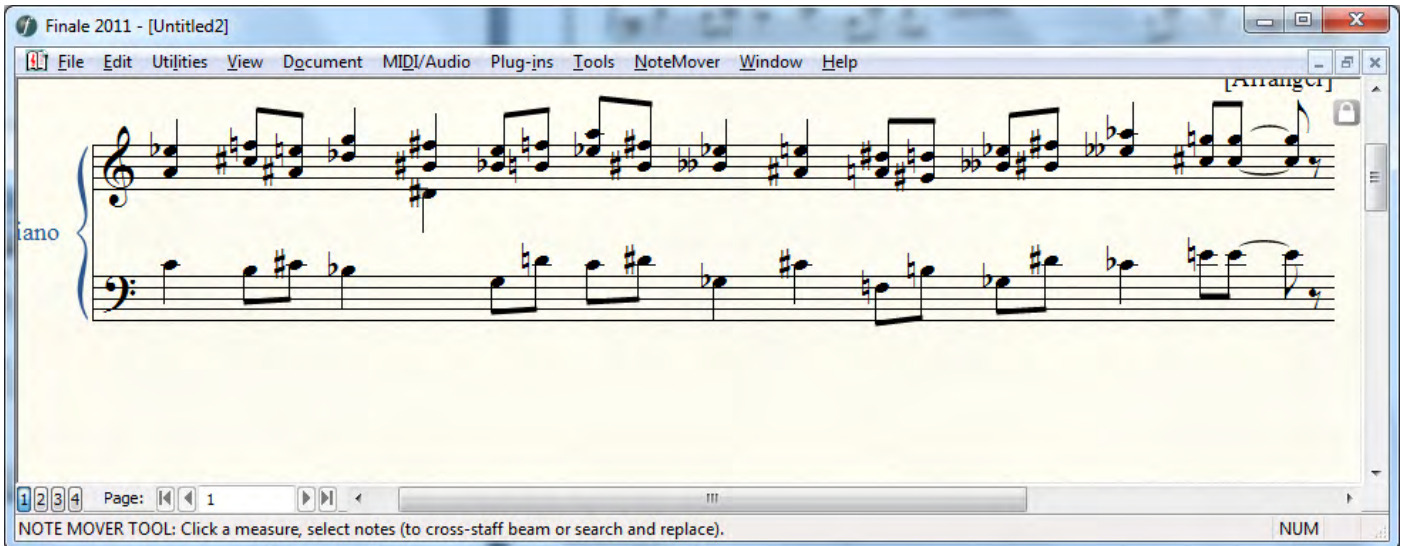 Finale 2011 - [Untitled2]
File Edit Utilities View Document MIDI/Audio Plug-ins Tools NoteMover Window Help
[Arranger]
iano
1 2 3 4 Page: 1
NOTE MOVER TOOL: Click a measure, select notes (to cross-staff beam or search and replace). NUM